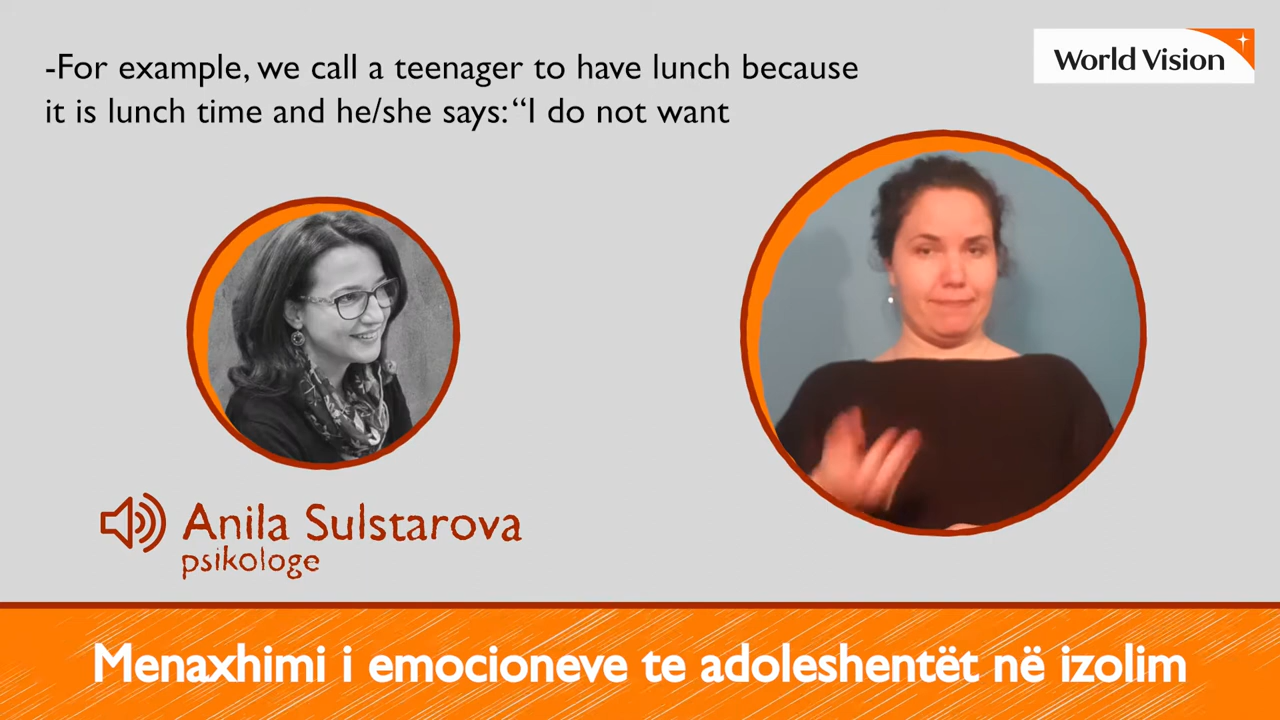 -For example, we call a teenager to have lunch because
it is lunch time and he/she says: “I do not want
World Vision
Anila Sulstarova
psikologe
Menaxhimi i emocioneve te adoleshentët në izolim